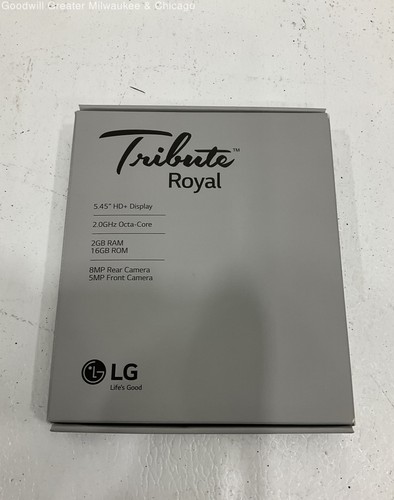 Goodwill Greater Milwaukee & Chicago
Tribute™
Royal
5.45" HD+ Display
2.0GHz Octa-Core
2GB RAM
16GB ROM
8MP Rear Camera
5MP Front Camera
LG
Life's Good